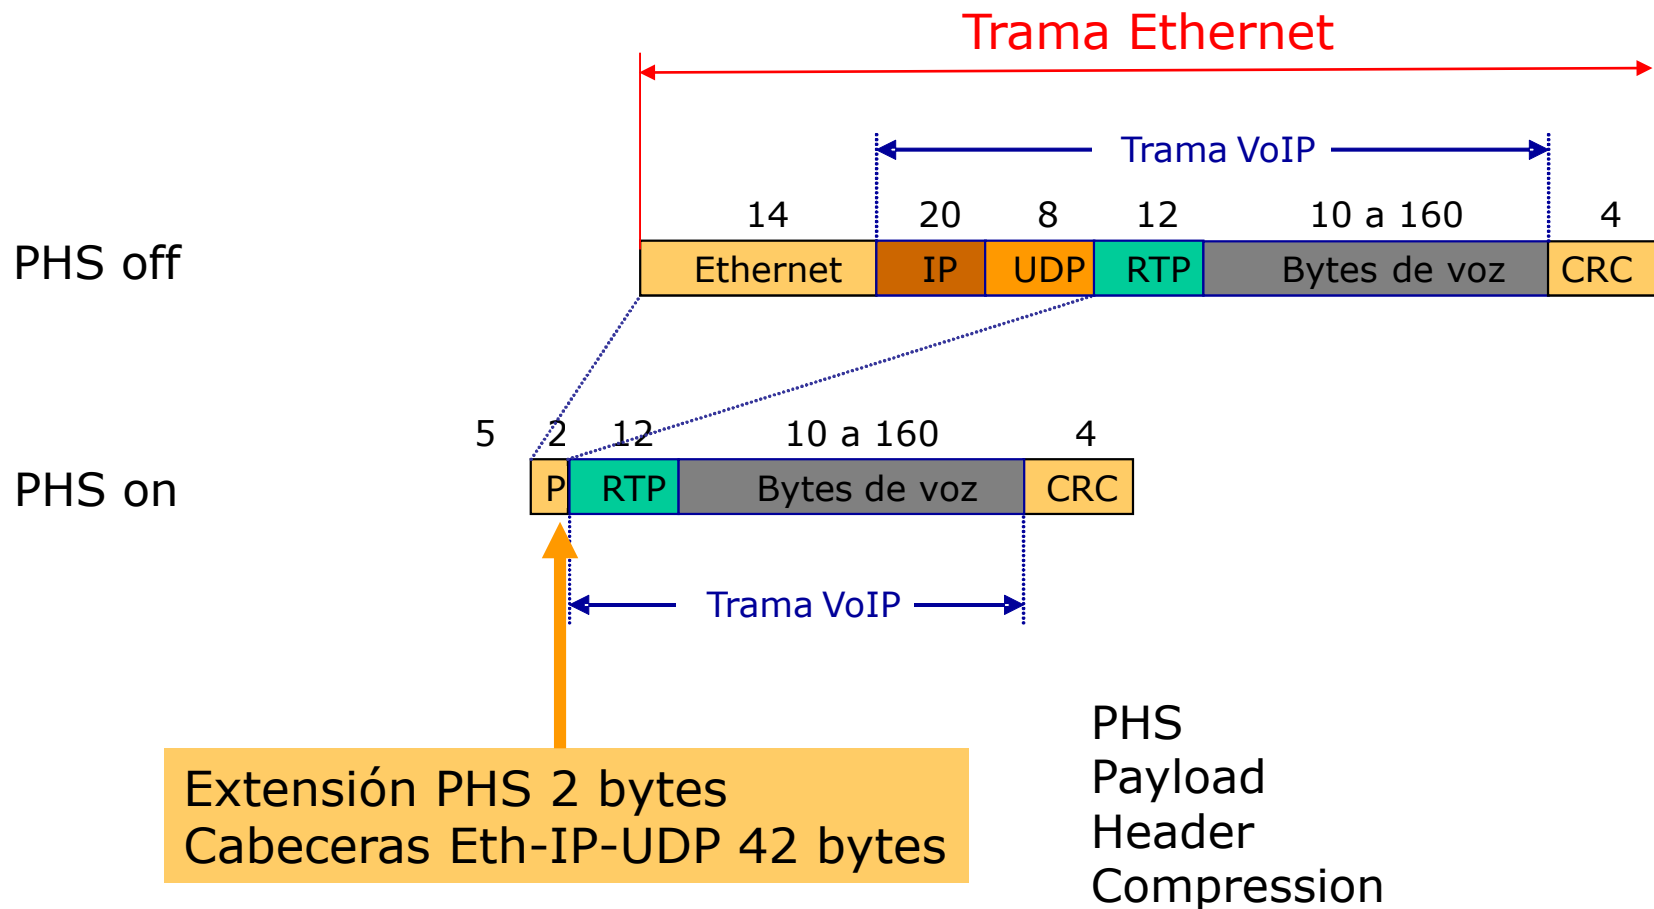 Trama Ethernet
Trama VoIP
14 20 8 12 10 a 160 4
PHS off
Ethernet IP UDP RTP Bytes de voz CRC
5 2 12 10 a 160 4
PHS on
P RTP Bytes de voz CRC
Trama VoIP
Extensión PHS 2 bytes
Cabeceras Eth-IP-UDP 42 bytes
PHS
Payload
Header
Compression